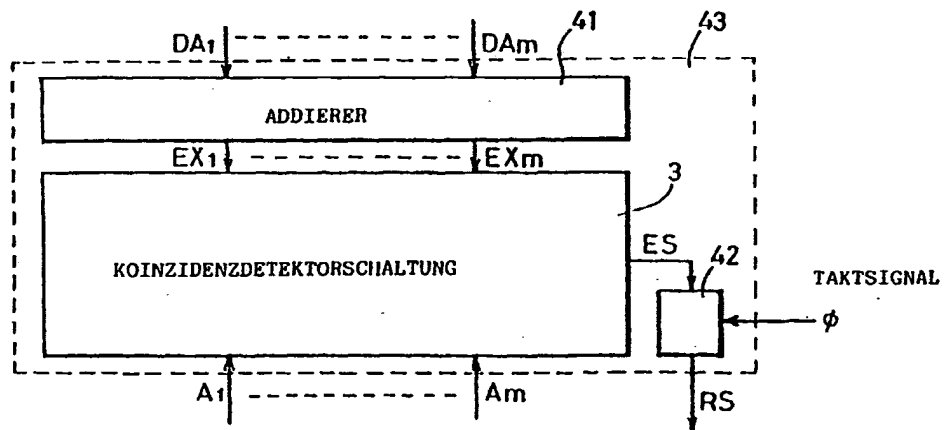 41 43
DA1 DAm
ADDIERER
EX1 EXm
3
KOINZIDENZDETEKTORSCHALTUNG
ES
42
TAKTSIGNAL
ϕ
A1 Am
RS